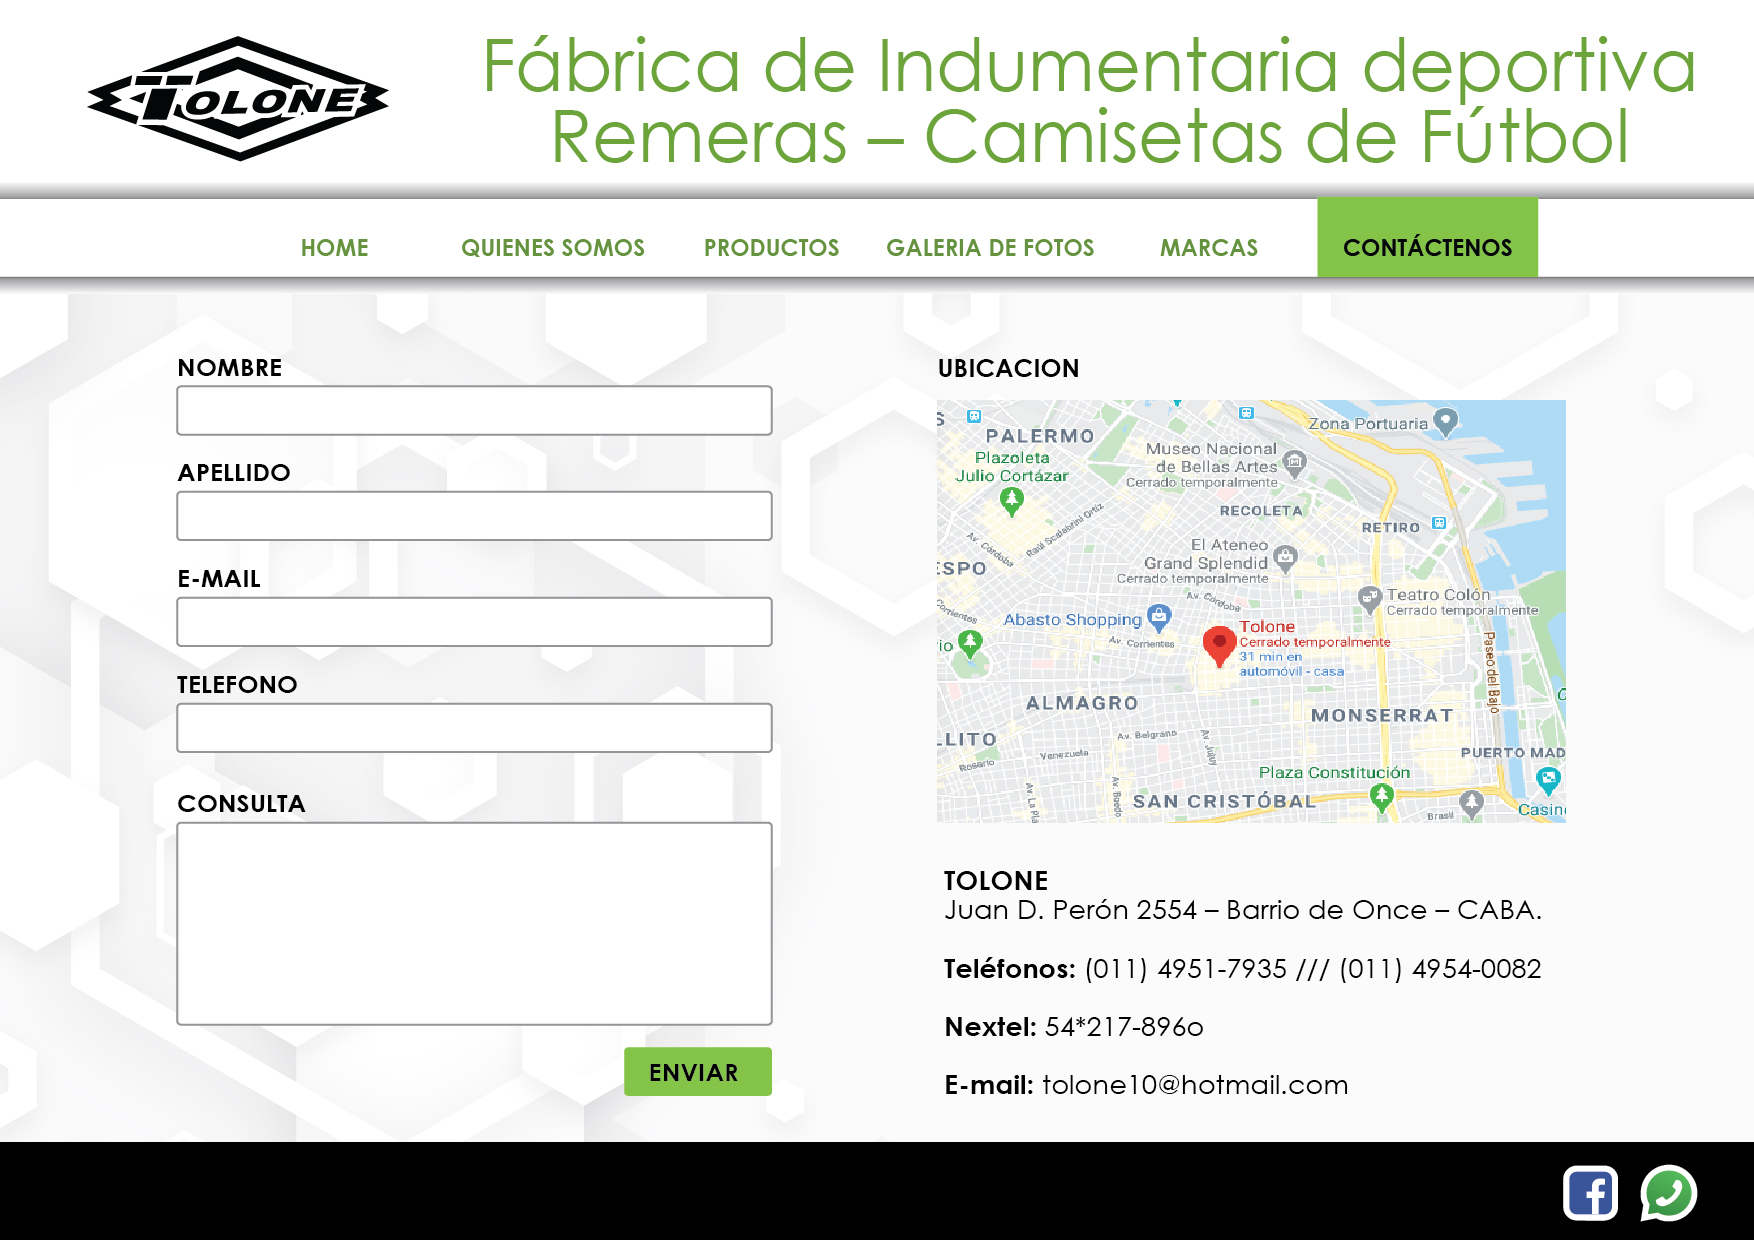 TOLONE
Fábrica de Indumentaria deportiva
Remeras – Camisetas de Fútbol
HOME QUIENES SOMOS PRODUCTOS GALERIA DE FOTOS MARCAS CONTÁCTENOS
NOMBRE
APELLIDO
E-MAIL
TELEFONO
CONSULTA
ENVIAR
UBICACION
S
PALERMO
Plazoleta
Julio Cortázar
Museo Nacional
de Bellas Artes
Cerrado temporalmente
Zona Portuaria
RECOLETA
RETIRO
Av. Córdoba
Raúl Scalabrini Ortiz
ESPO
El Ateneo
Grand Splendid
Cerrado temporalmente
Av. Córdoba
Teatro Colón
Cerrado temporalmente
Corrientes
Abasto Shopping
Av. Corrientes
Tolone
Cerrado temporalmente
31 min en
automóvil - casa
io
Paseo del Bajo
ALMAGRO
MONSERRAT
LLITO
Av. Belgrano
Av. Jujuy
Venezuela
Rosario
PUERTO MAD
Plaza Constitución
Av. La Pl
Av. Boedo
SAN CRISTÓBAL
Brasil
Casin
TOLONE
Juan D. Perón 2554 – Barrio de Once – CABA.
Teléfonos: (011) 4951-7935 /// (011) 4954-0082
Nextel: 54*217-896o
E-mail: tolone10@hotmail.com